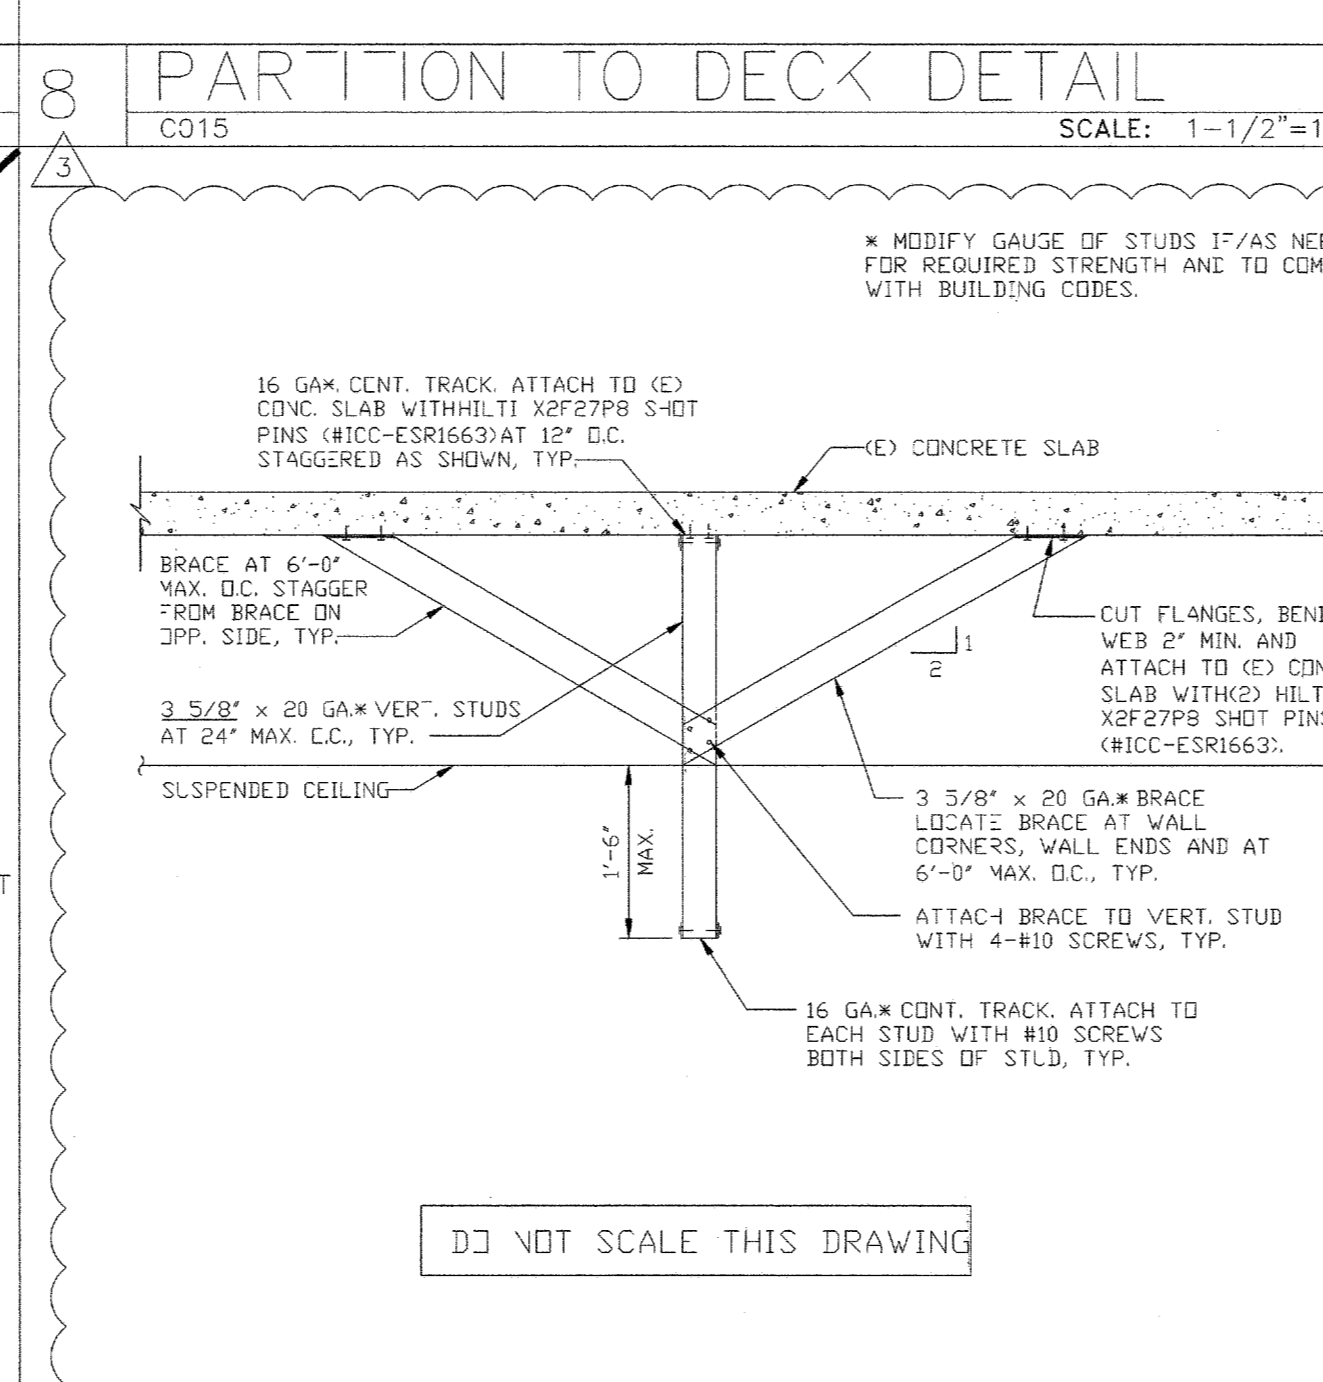 8
PARTITION TO DECK DETAIL
C015
SCALE: 1-1/2"=1
3
* MODIFY GAUGE OF STUDS IF/AS NEE
FOR REQUIRED STRENGTH AND TO COM
WITH BUILDING CODES.
16 GA*. CENT. TRACK. ATTACH TO (E)
CONC. SLAB WITHHILTI X2F27P8 SHOT
PINS (#ICC-ESR1663)AT 12" O.C.
STAGGERED AS SHOWN, TYP.
(E) CONCRETE SLAB
BRACE AT 6'-0"
MAX. O.C. STAGGER
FROM BRACE ON
OPP. SIDE, TYP.
CUT FLANGES, BEND
WEB 2" MIN. AND
ATTACH TO (E) CON
SLAB WITH(2) HILT
X2F27P8 SHOT PINS
(#ICC-ESR1663).
1
2
3 5/8" x 20 GA.* VERT. STUDS
AT 24" MAX. E.C., TYP.
SUSPENDED CEILING
1'-6"
MAX.
3 5/8" x 20 GA.* BRACE
LOCATE BRACE AT WALL
CORNERS, WALL ENDS AND AT
6'-0" MAX. O.C., TYP.
T
ATTACH BRACE TO VERT. STUD
WITH 4-#10 SCREWS, TYP.
16 GA.* CONT. TRACK. ATTACH TO
EACH STUD WITH #10 SCREWS
BOTH SIDES OF STUD, TYP.
DO NOT SCALE THIS DRAWING